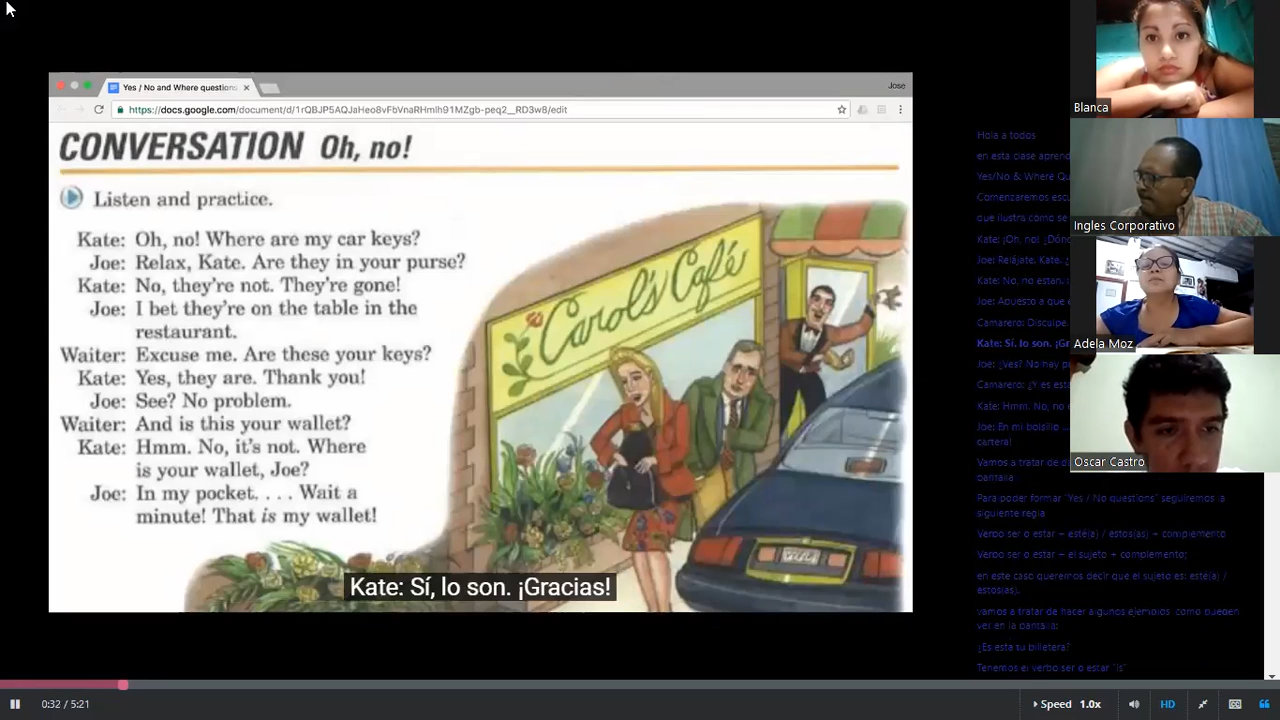 Yes / No and Where questions
Jose
https://docs.google.com/document/d/1rQBJP5AQJaHeo8vFbVnaRHmlh91MZgb-peq2__RD3w8/edit
CONVERSATION Oh, no!
Listen and practice.
Kate: Oh, no! Where are my car keys?
Joe: Relax, Kate. Are they in your purse?
Kate: No, they're not. They're gone!
Joe: I bet they're on the table in the
restaurant.
Waiter: Excuse me. Are these your keys?
Kate: Yes, they are. Thank you!
Joe: See? No problem.
Waiter: And is this your wallet?
Kate: Hmm. No, it's not. Where
is your wallet, Joe?
Joe: In my pocket. . . . Wait a
minute! That is my wallet!
Carol's Café
Kate: Sí, lo son. ¡Gracias!
0:32 / 5:21
Speed 1.0x
HD
Blanca
Ingles Corporativo
Adela Moz
Oscar Castro
Hola a todos
en esta clase
Yes/No & Where
Comenzaremos
que ilustra como se
Kate: ¡Oh, no!
Joe: Relájate, Kate.
Kate: No, no estan.
Joe: Apuesto a que
Camarero: Disculpe.
Kate: Sí, lo son.
Joe: ¿Yes? No hay
Camarero: ¿Y es
Kate: Hmm. No, no
Joe: En mi bolsillo ...
cartera!
Vamos a tratar de
pantalla
Para poder formar "Yes / No questions" seguiremos la
siguiente regla
Verbo ser o estar + esté(a) / estos(as) + complemento
Verbo ser o estar + el sujeto + complemento;
en este caso queremos decir que el sujeto es: esté(a) /
estos(as).
vamos a tratar de hacer algunos ejemplos como pueden
ver en la pantalla:
¿Es esta tu billetera?
Tenemos el verbo ser o estar "is"